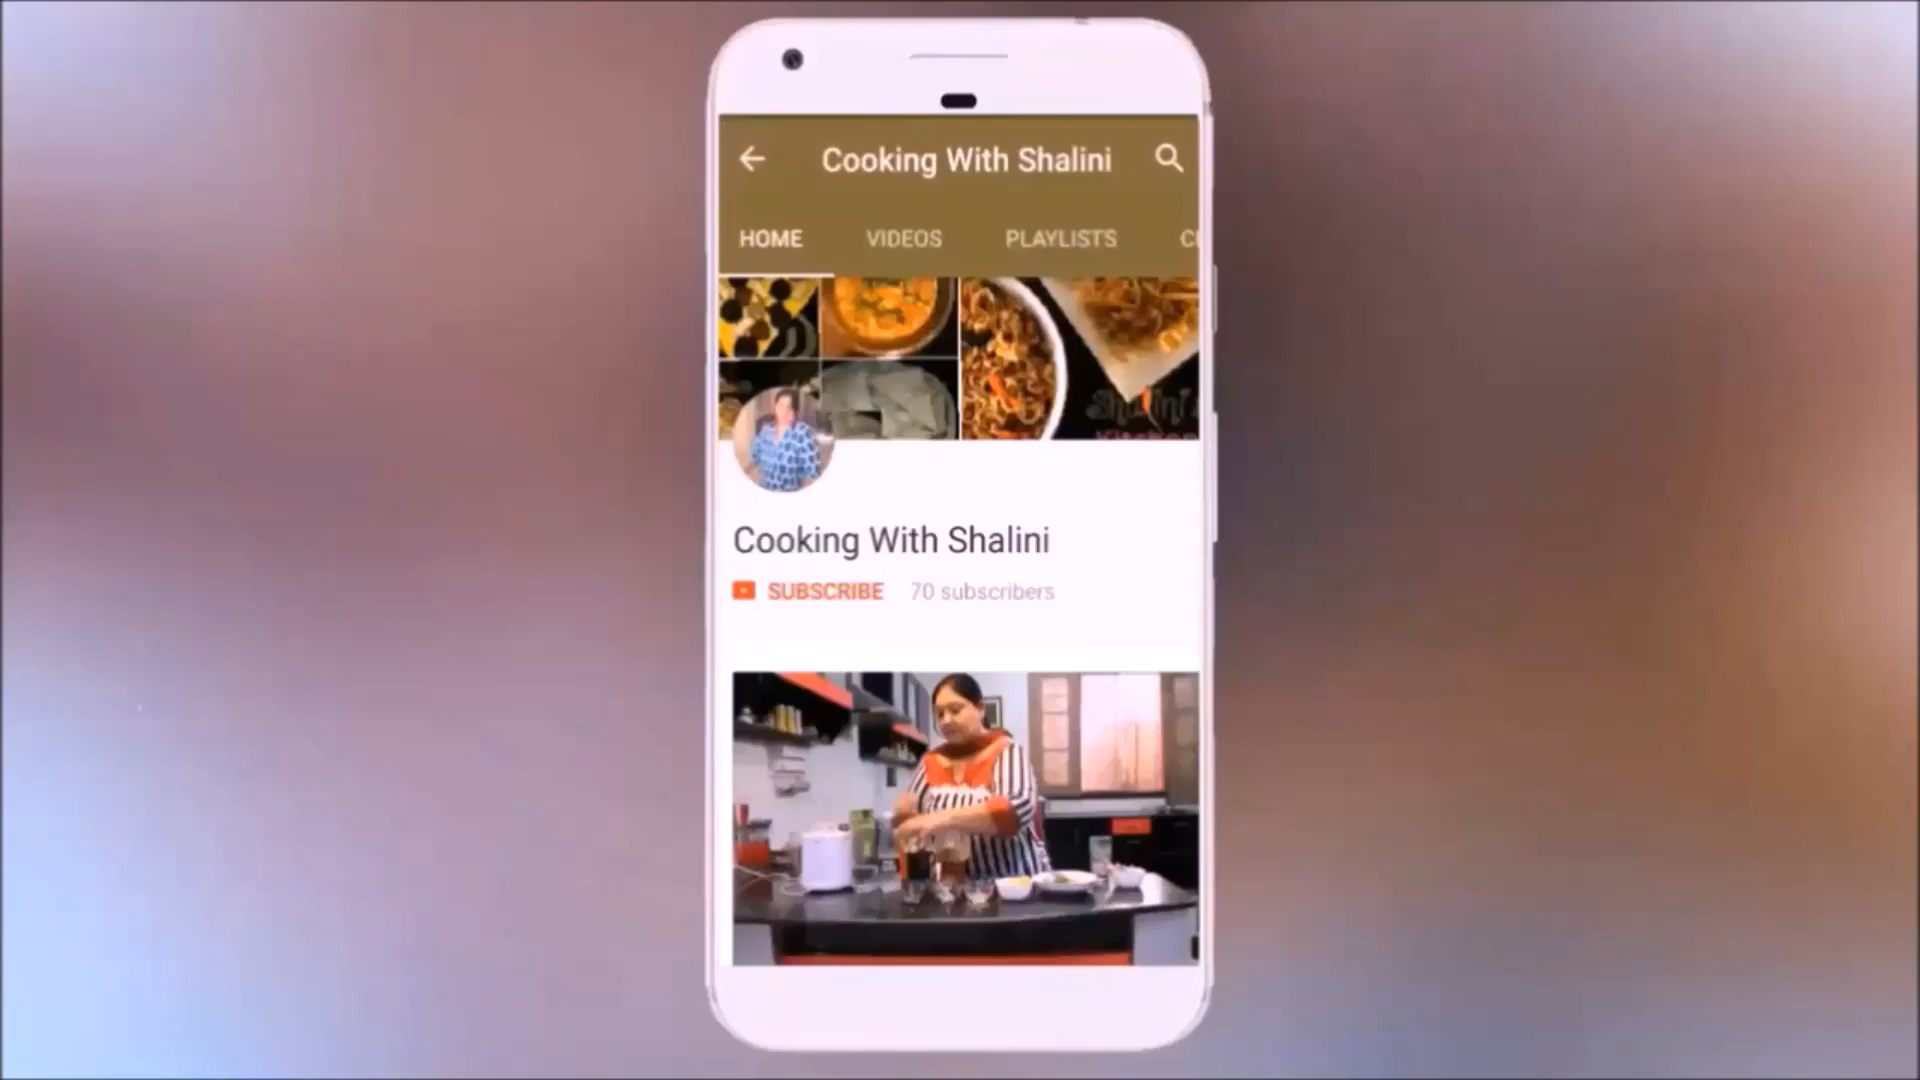 Cooking With Shalini
HOME VIDEOS PLAYLISTS
Cooking With Shalini
SUBSCRIBE 70 subscribers